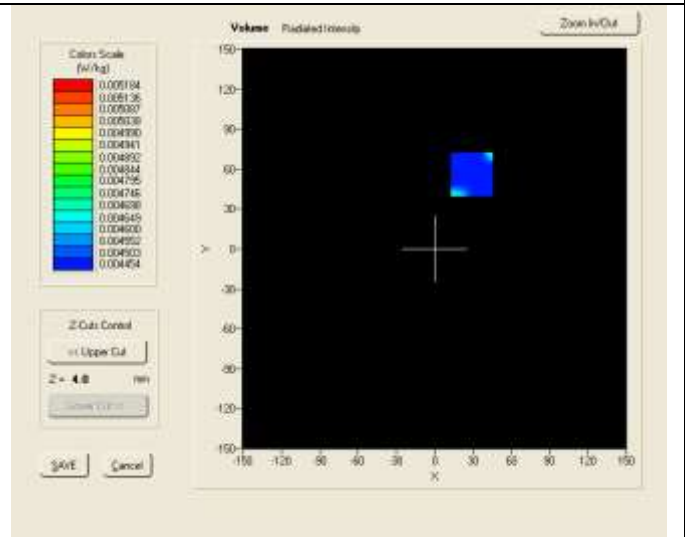 Volume Radiated Intensity
Zoom In/Out
Colors Scale
(W/kg)
0.005184
0.005136
0.005087
0.005038
0.004990
0.004941
0.004892
0.004844
0.004795
0.004746
0.004698
0.004649
0.004600
0.004552
0.004503
0.004454
150
120
90
60
30
0
-30
-60
-90
-120
-150
Y
-150 -120 -90 -60 -30 0 30 60 90 120 150
X
Z-Cuts Control
<< Upper Cut
Z = 4.0 mm
SAVE
Cancel